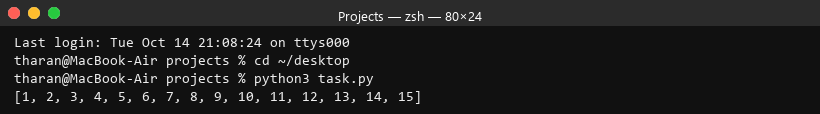 Projects — zsh — 80×24
Last login: Tue Oct 14 21:08:24 on ttys000
tharan@MacBook-Air projects % cd ~/desktop
tharan@MacBook-Air projects % python3 task.py
[1, 2, 3, 4, 5, 6, 7, 8, 9, 10, 11, 12, 13, 14, 15]